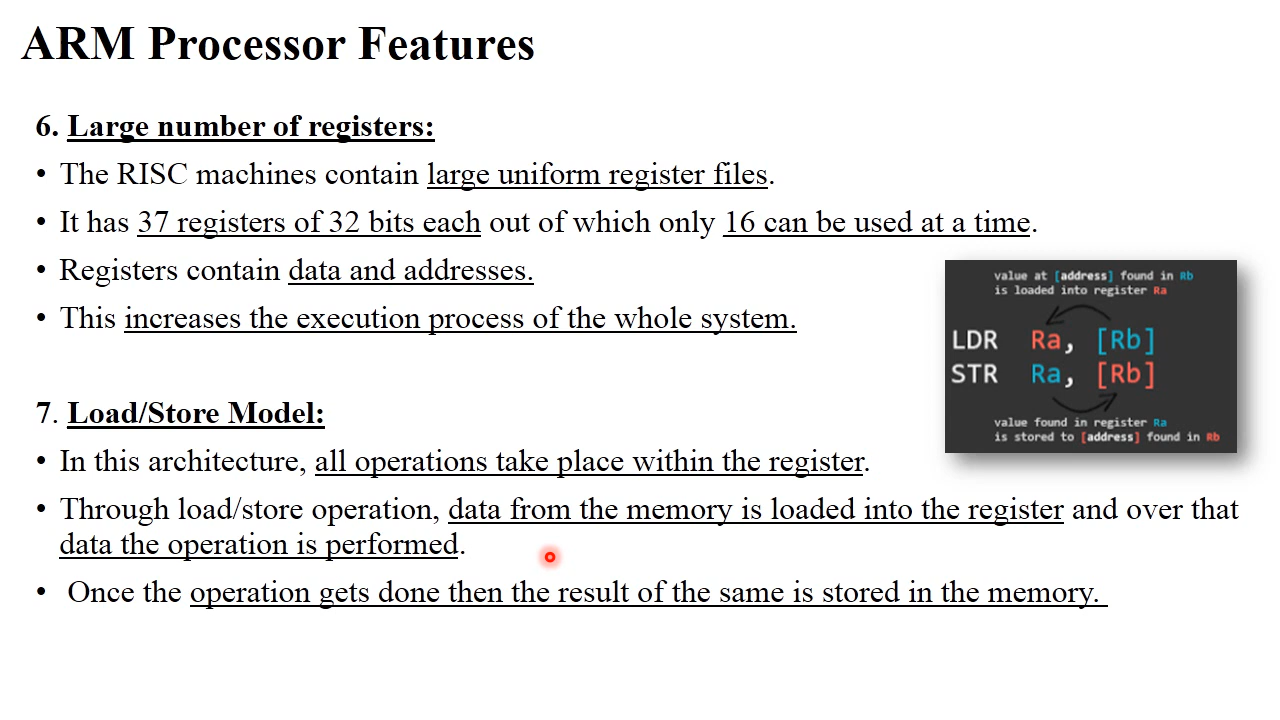 ARM Processor Features
6. Large number of registers:
• The RISC machines contain large uniform register files.
• It has 37 registers of 32 bits each out of which only 16 can be used at a time.
• Registers contain data and addresses.
• This increases the execution process of the whole system.
value at [address] found in Rb
is loaded into register Ra
LDR Ra, [Rb]
STR Ra, [Rb]
value found in register Ra
is stored to [address] found in Rb
7. Load/Store Model:
• In this architecture, all operations take place within the register.
• Through load/store operation, data from the memory is loaded into the register and over that
data the operation is performed.
• Once the operation gets done then the result of the same is stored in the memory.